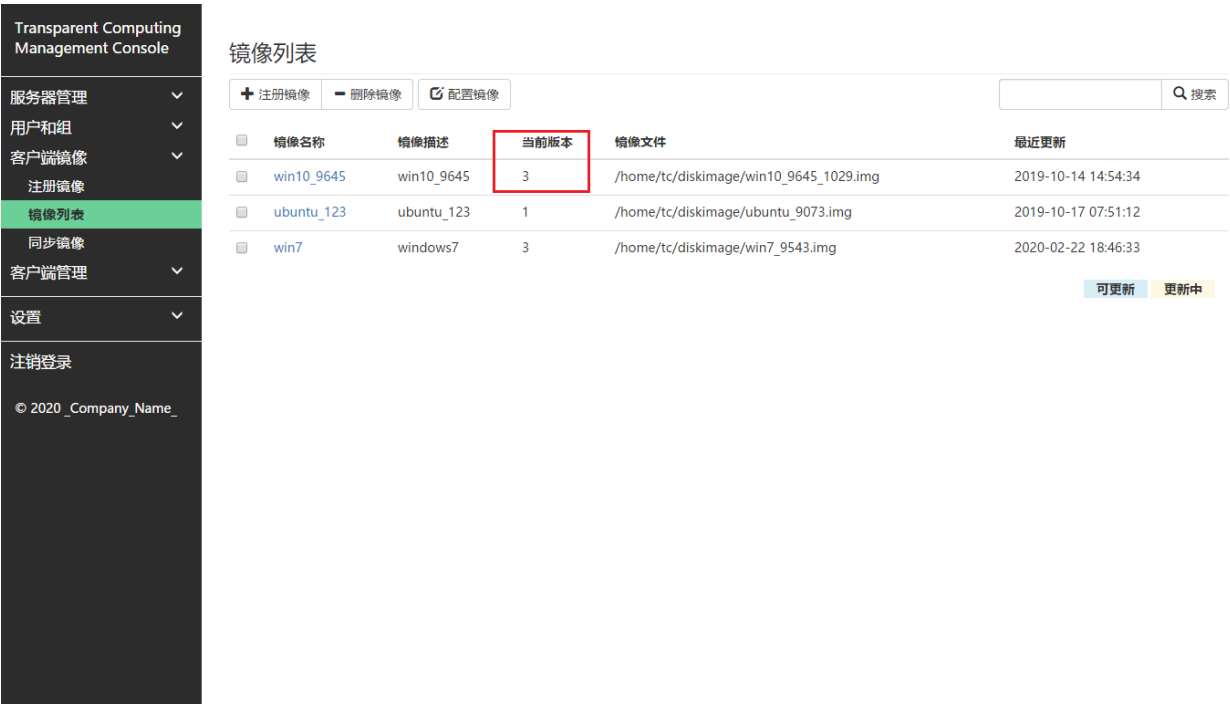 Transparent Computing
Management Console
服务器管理
用户和组
客户端镜像
注册镜像
镜像列表
同步镜像
客户端管理
设置
注销登录
© 2020 _Company_Name_
镜像列表
注册镜像 删除镜像 配置镜像 搜索
镜像名称 镜像描述 当前版本 镜像文件 最近更新
win10_9645 win10_9645 3 /home/tc/diskimage/win10_9645_1029.img 2019-10-14 14:54:34
ubuntu_123 ubuntu_123 1 /home/tc/diskimage/ubuntu_9073.img 2019-10-17 07:51:12
win7 windows7 3 /home/tc/diskimage/win7_9543.img 2020-02-22 18:46:33
可更新 更新中